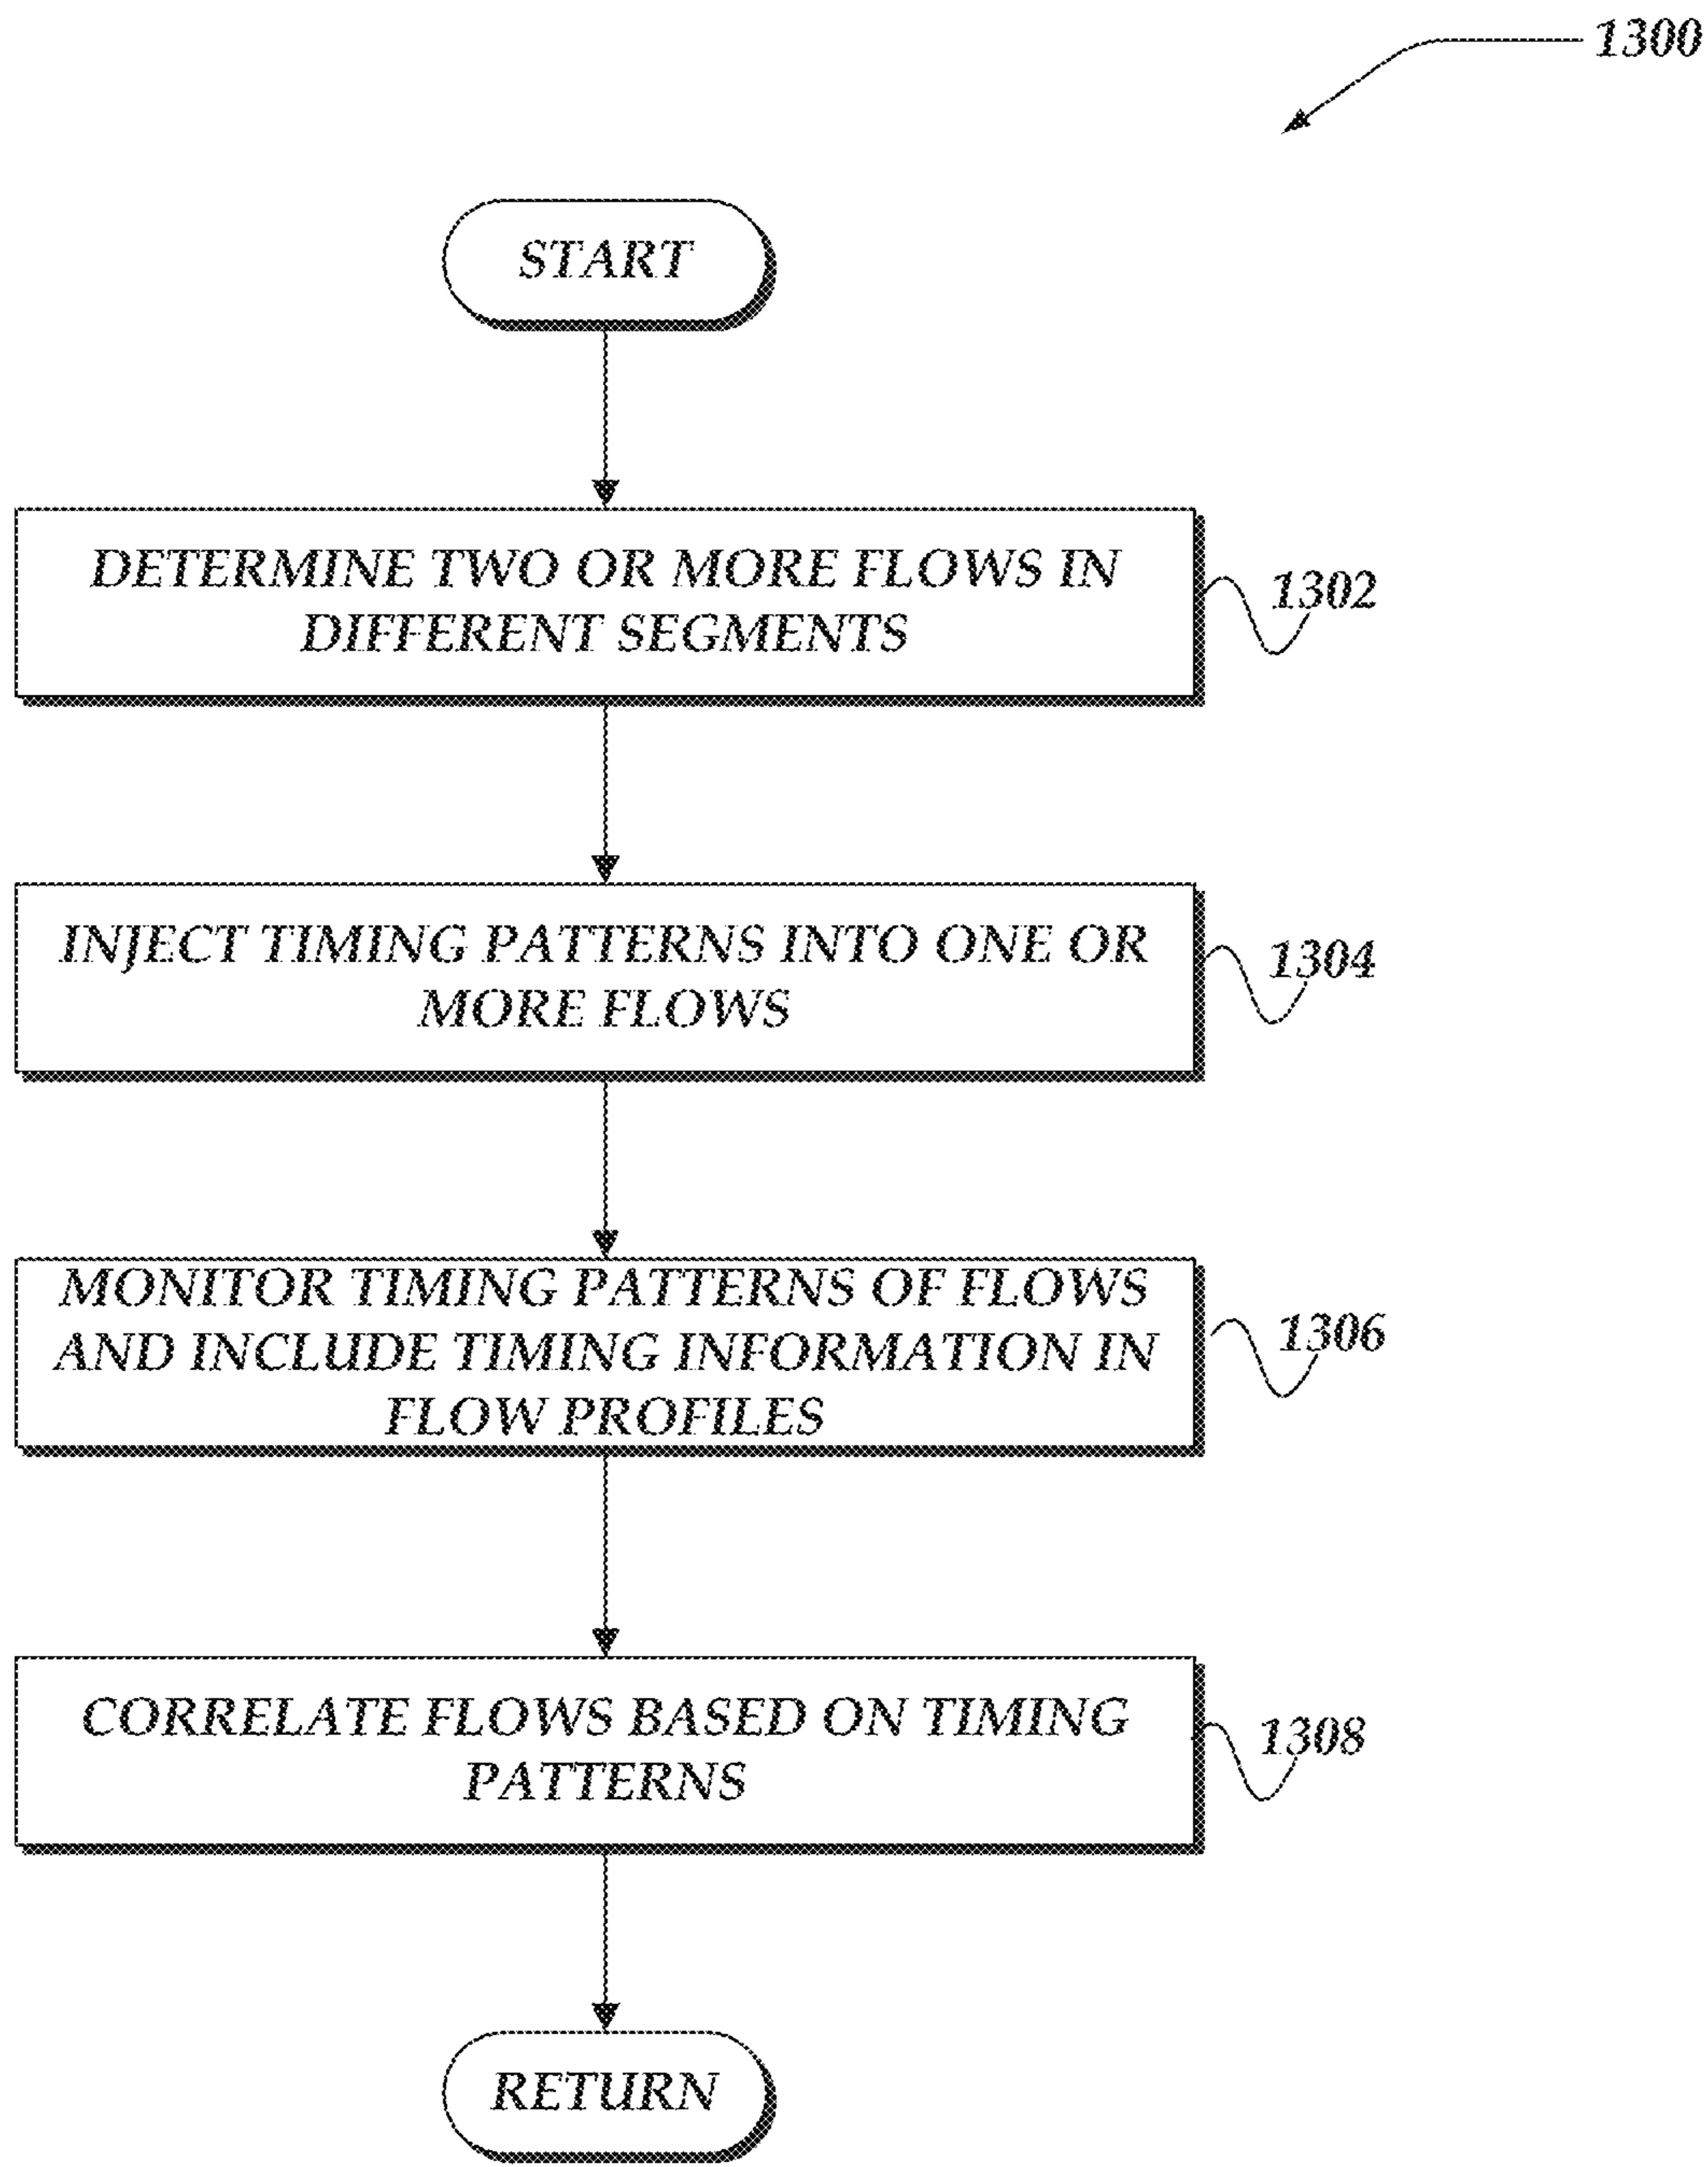 1300
START
DETERMINE TWO OR MORE FLOWS IN
DIFFERENT SEGMENTS
1302
INJECT TIMING PATTERNS INTO ONE OR
MORE FLOWS
1304
MONITOR TIMING PATTERNS OF FLOWS
AND INCLUDE TIMING INFORMATION IN
FLOW PROFILES
1306
CORRELATE FLOWS BASED ON TIMING
PATTERNS
1308
RETURN